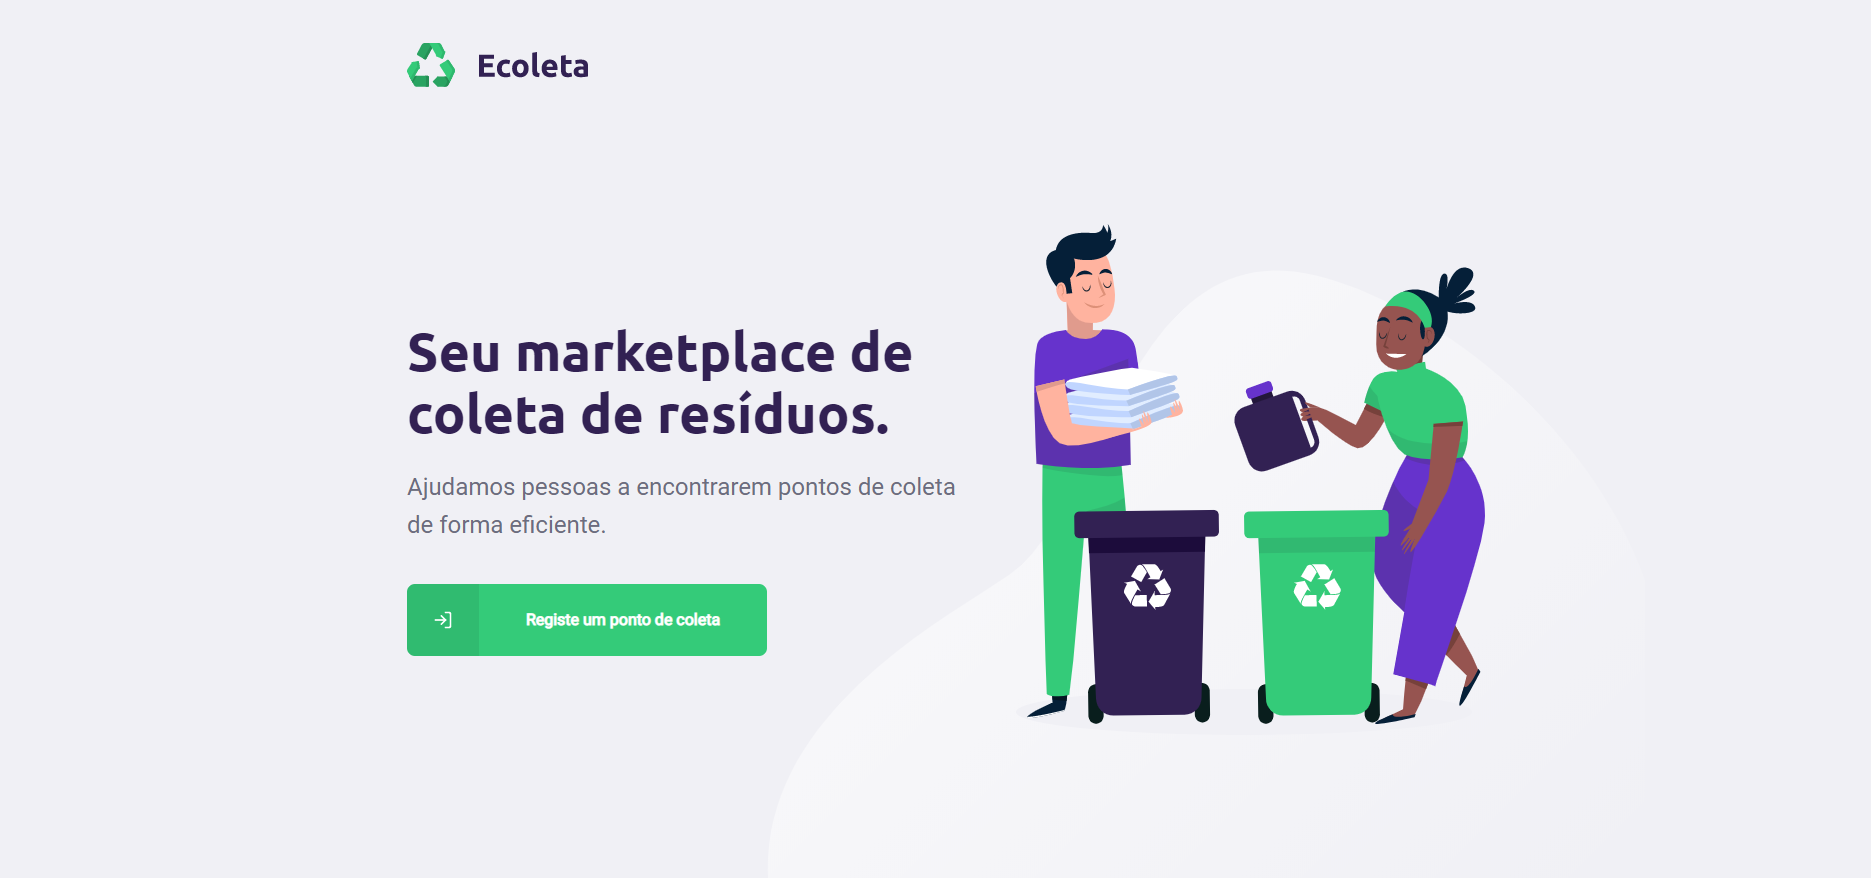 Ecoleta
Seu marketplace de
coleta de resíduos.
Ajudamos pessoas a encontrarem pontos de coleta
de forma eficiente.
Registe um ponto de coleta